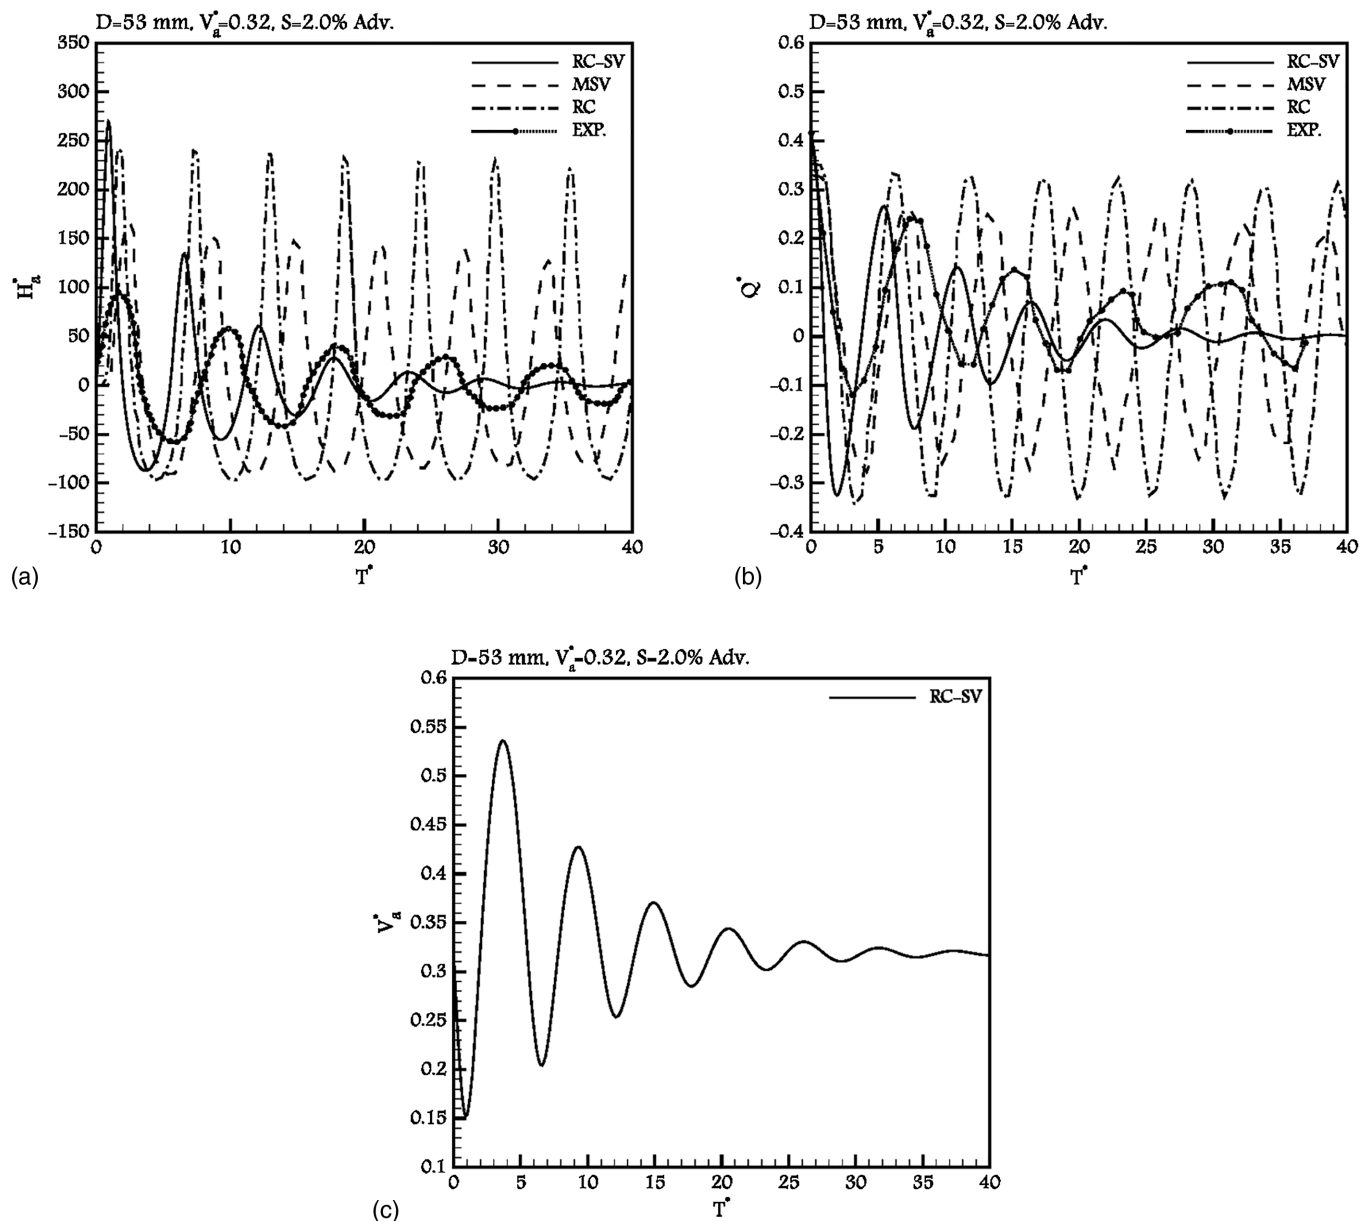 D=53 mm, V*a=0.32, S=2.0% Adv.
350
300
250
200
150
100
50
0
-50
-100
-150
H*a
RC-SV
MSV
RC
EXP.
0 10 20 30 40
T*
(a)
D=53 mm, V*a=0.32, S=2.0% Adv.
0.6
0.5
0.4
0.3
0.2
0.1
0
-0.1
-0.2
-0.3
-0.4
Q*
RC-SV
MSV
RC
EXP.
0 5 10 15 20 25 30 35 40
T*
(b)
D=53 mm, V*a=0.32, S=2.0% Adv.
0.6
0.55
0.5
0.45
0.4
0.35
0.3
0.25
0.2
0.15
0.1
V*a
RC-SV
0 5 10 15 20 25 30 35 40
T*
(c)